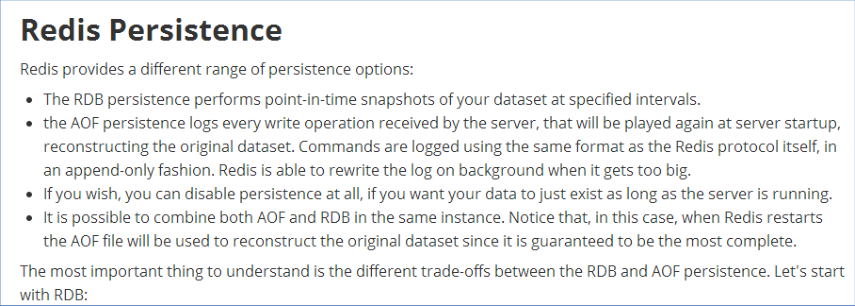 Redis Persistence
Redis provides a different range of persistence options:
• The RDB persistence performs point-in-time snapshots of your dataset at specified intervals.
• the AOF persistence logs every write operation received by the server, that will be played again at server startup,
reconstructing the original dataset. Commands are logged using the same format as the Redis protocol itself, in
an append-only fashion. Redis is able to rewrite the log on background when it gets too big.
• If you wish, you can disable persistence at all, if you want your data to just exist as long as the server is running.
• It is possible to combine both AOF and RDB in the same instance. Notice that, in this case, when Redis restarts
the AOF file will be used to reconstruct the original dataset since it is guaranteed to be the most complete.
The most important thing to understand is the different trade-offs between the RDB and AOF persistence. Let's start
with RDB: